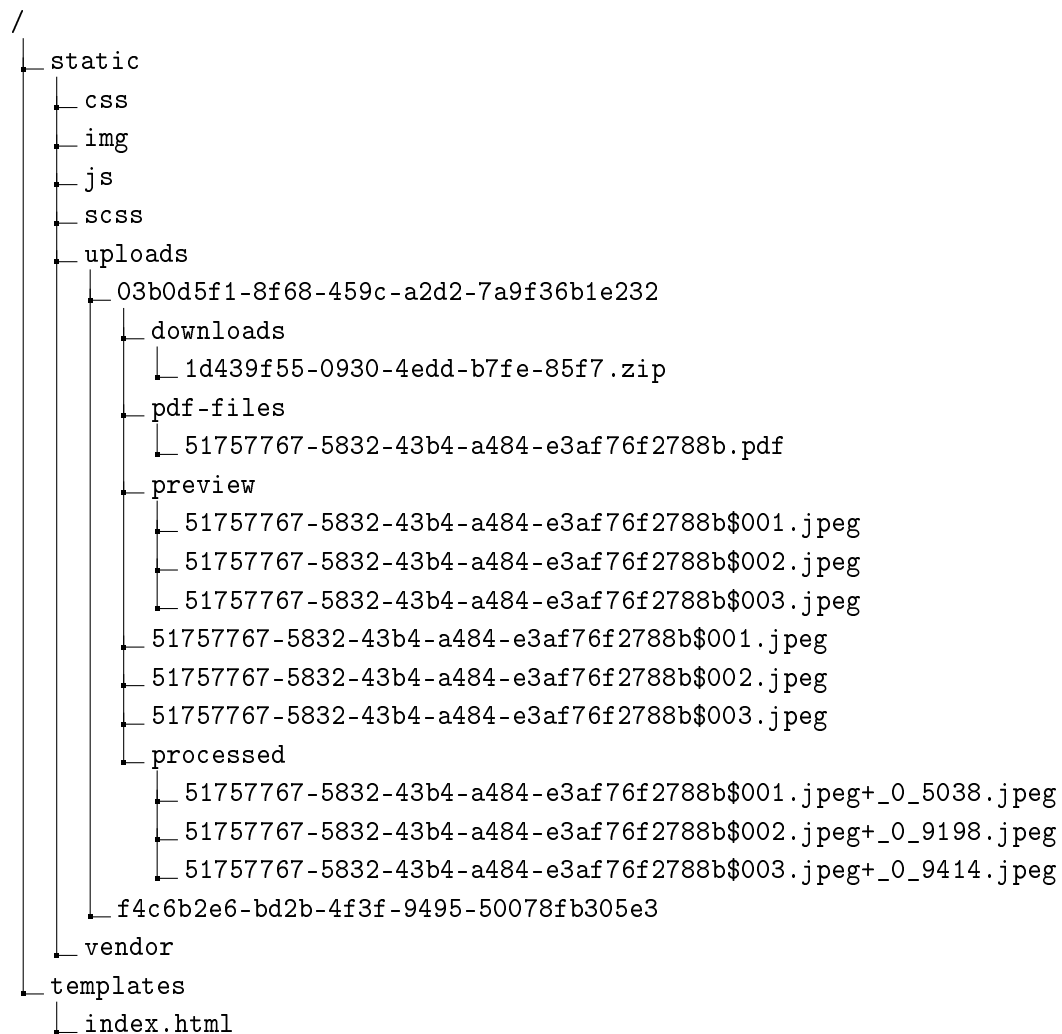 /
static
css
img
js
scss
uploads
03b0d5f1-8f68-459c-a2d2-7a9f36b1e232
downloads
1d439f55-0930-4edd-b7fe-85f7.zip
pdf-files
51757767-5832-43b4-a484-e3af76f2788b.pdf
preview
51757767-5832-43b4-a484-e3af76f2788b$001.jpeg
51757767-5832-43b4-a484-e3af76f2788b$002.jpeg
51757767-5832-43b4-a484-e3af76f2788b$003.jpeg
51757767-5832-43b4-a484-e3af76f2788b$001.jpeg
51757767-5832-43b4-a484-e3af76f2788b$002.jpeg
51757767-5832-43b4-a484-e3af76f2788b$003.jpeg
processed
51757767-5832-43b4-a484-e3af76f2788b$001.jpeg+_0_5038.jpeg
51757767-5832-43b4-a484-e3af76f2788b$002.jpeg+_0_9198.jpeg
51757767-5832-43b4-a484-e3af76f2788b$003.jpeg+_0_9414.jpeg
f4c6b2e6-bd2b-4f3f-9495-50078fb305e3
vendor
templates
index.html